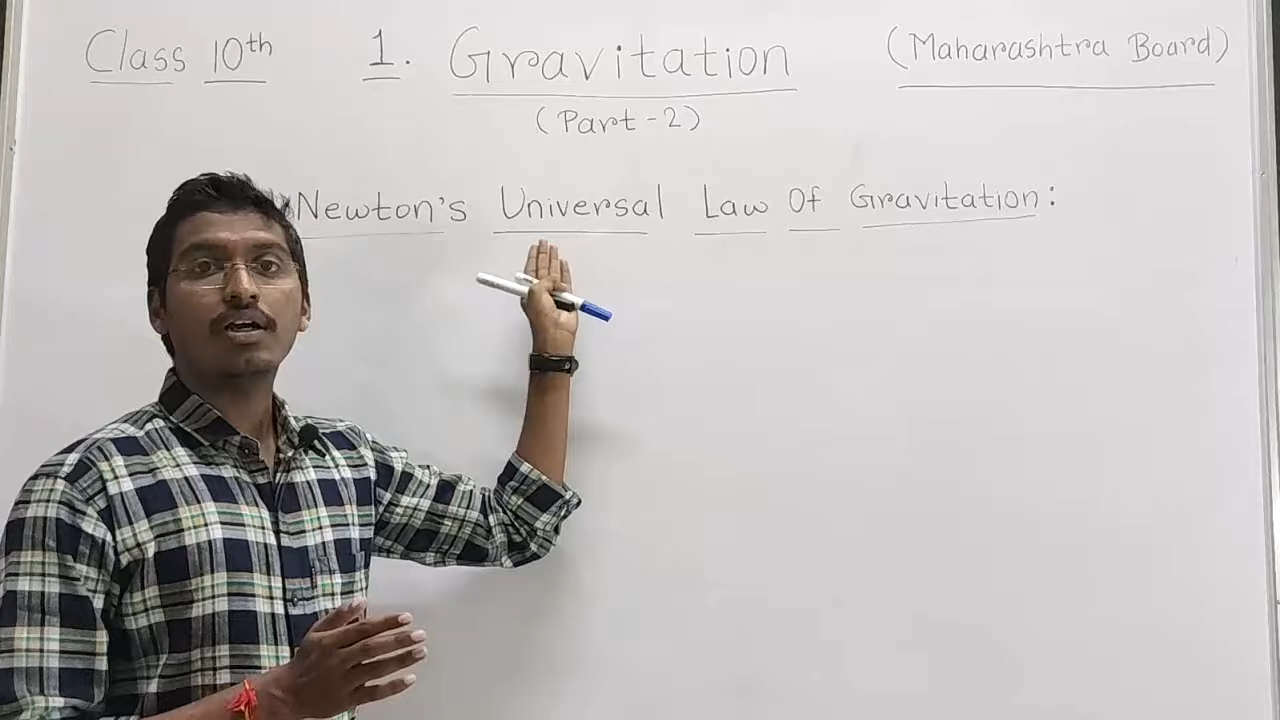 Class 10th 1. Gravitation (Maharashtra Board)
(Part-2)
Newton's Universal Law Of Gravitation: